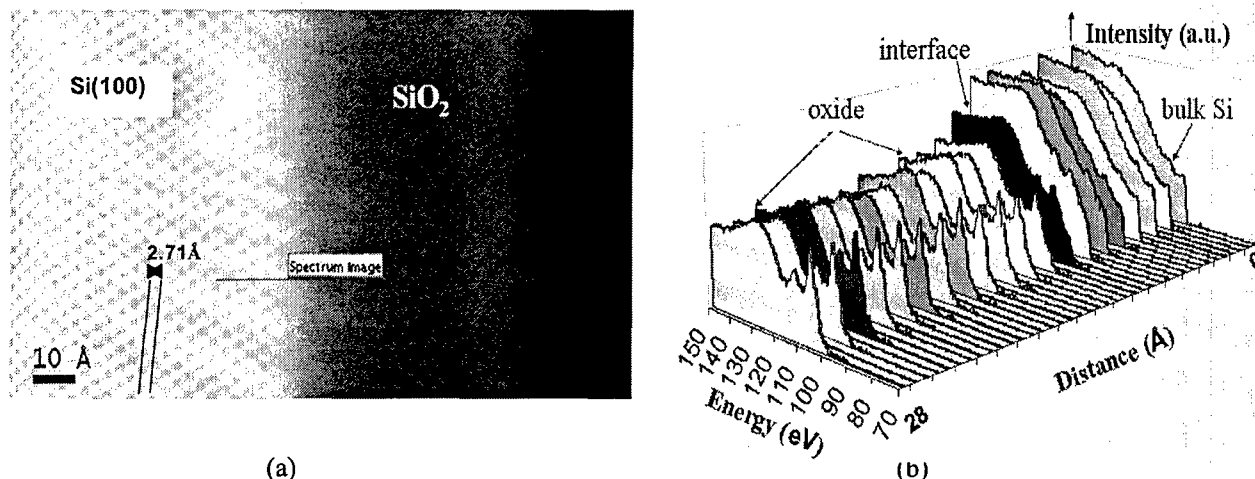 Si(100)
SiO₂
2.71Å
Spectrum Image
10 Å
(a)
Intensity (a.u.)
interface
oxide
bulk Si
150
140
130
120
110
100
90
80
70
Energy (eV)
28
Distance (Å)
(b)